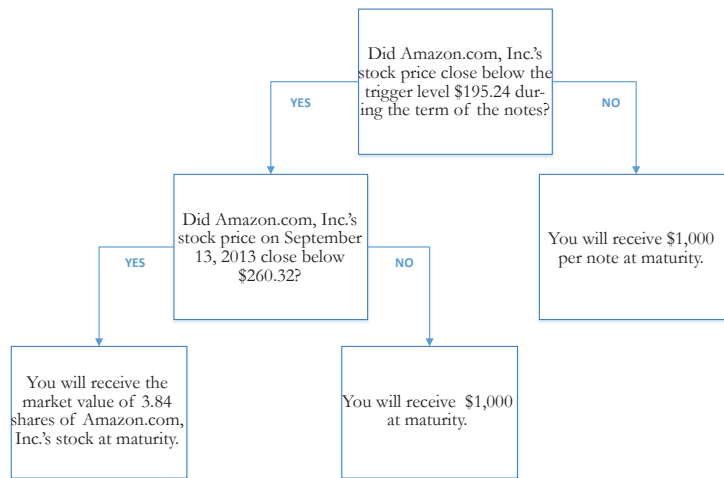 Did Amazon.com, Inc.'s
stock price close below the
trigger level $195.24 dur-
ing the term of the notes?
YES
NO
Did Amazon.com, Inc.'s
stock price on September
13, 2013 close below
$260.32?
You will receive $1,000
per note at maturity.
YES
NO
You will receive the
market value of 3.84
shares of Amazon.com,
Inc.'s stock at maturity.
You will receive $1,000
at maturity.